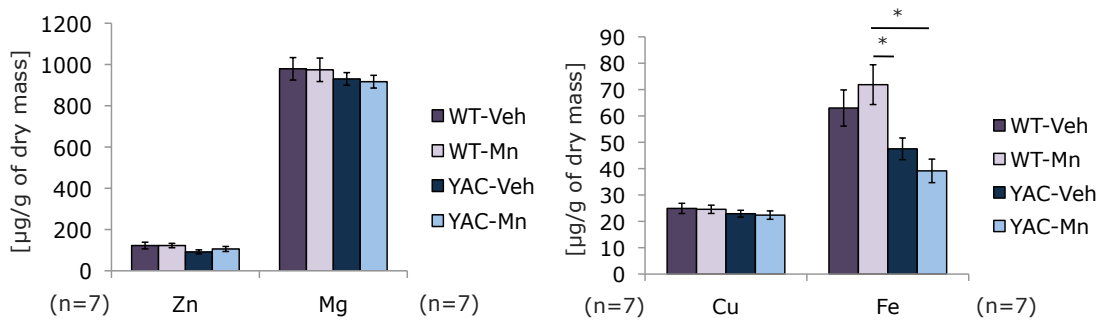 [µg/g of dry mass]
1200
1000
800
600
400
200
0
WT-Veh
WT-Mn
YAC-Veh
YAC-Mn
(n=7) Zn Mg (n=7)
[µg/g of dry mass]
90
80
70
60
50
40
30
20
10
0
*
*
WT-Veh
WT-Mn
YAC-Veh
YAC-Mn
(n=7) Cu Fe (n=7)